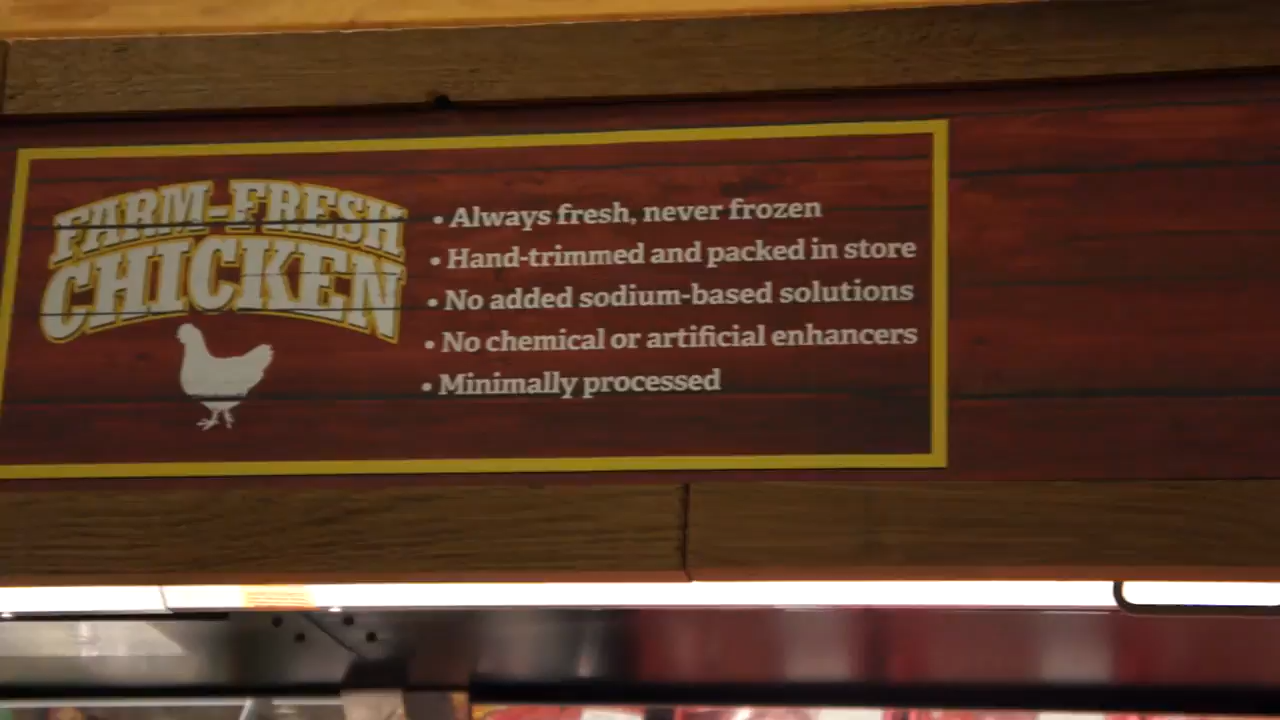 FARM-FRESH
CHICKEN
• Always fresh, never frozen
• Hand-trimmed and packed in store
• No added sodium-based solutions
• No chemical or artificial enhancers
• Minimally processed